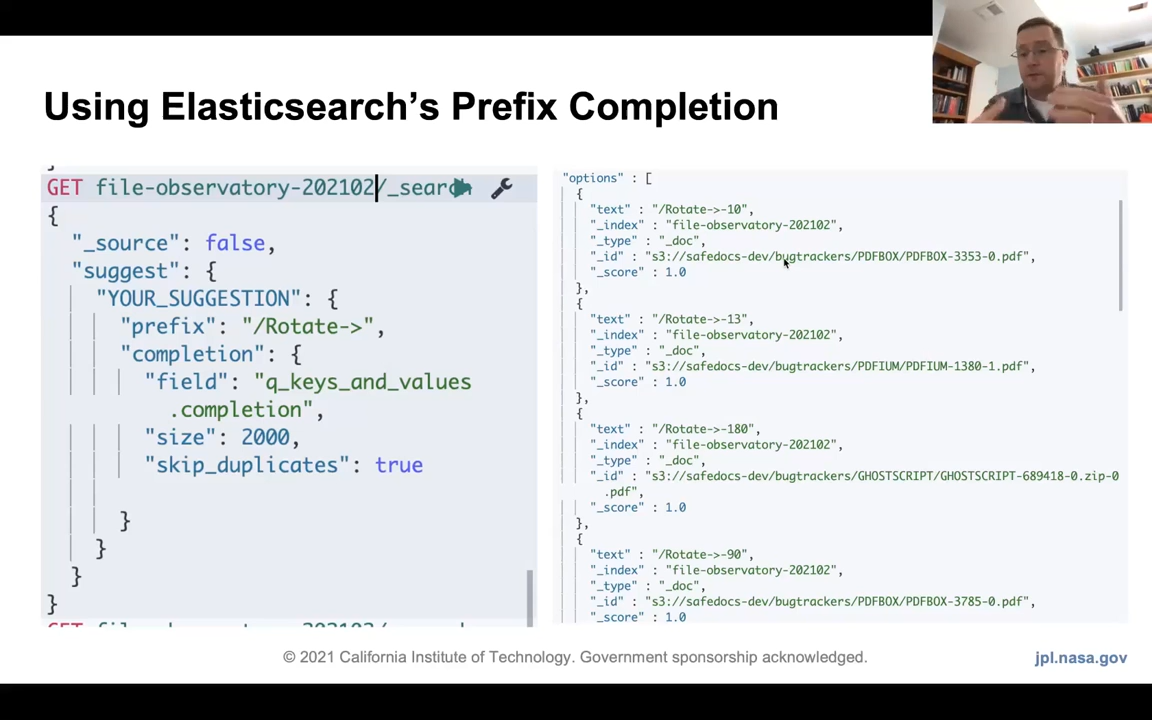 Using Elasticsearch's Prefix Completion
GET file-observatory-202102/_search
{
"_source": false,
"suggest": {
"YOUR_SUGGESTION": {
"prefix": "/Rotate->",
"completion": {
"field": "q_keys_and_values
.completion",
"size": 2000,
"skip_duplicates": true
}
}
}
}
"options" : [
{
"text" : "/Rotate->-10",
"_index" : "file-observatory-202102",
"_type" : "_doc",
"_id" : "s3://safedocs-dev/bugtrackers/PDFBOX/PDFBOX-3353-0.pdf",
"_score" : 1.0
},
{
"text" : "/Rotate->-13",
"_index" : "file-observatory-202102",
"_type" : "_doc",
"_id" : "s3://safedocs-dev/bugtrackers/PDFIUM/PDFIUM-1380-1.pdf",
"_score" : 1.0
},
{
"text" : "/Rotate->-180",
"_index" : "file-observatory-202102",
"_type" : "_doc",
"_id" : "s3://safedocs-dev/bugtrackers/GHOSTSCRIPT/GHOSTSCRIPT-689418-0.zip-0
.pdf",
"_score" : 1.0
},
{
"text" : "/Rotate->-90",
"_index" : "file-observatory-202102",
"_type" : "_doc",
"_id" : "s3://safedocs-dev/bugtrackers/PDFBOX/PDFBOX-3785-0.pdf",
"_score" : 1.0
© 2021 California Institute of Technology. Government sponsorship acknowledged.
jpl.nasa.gov